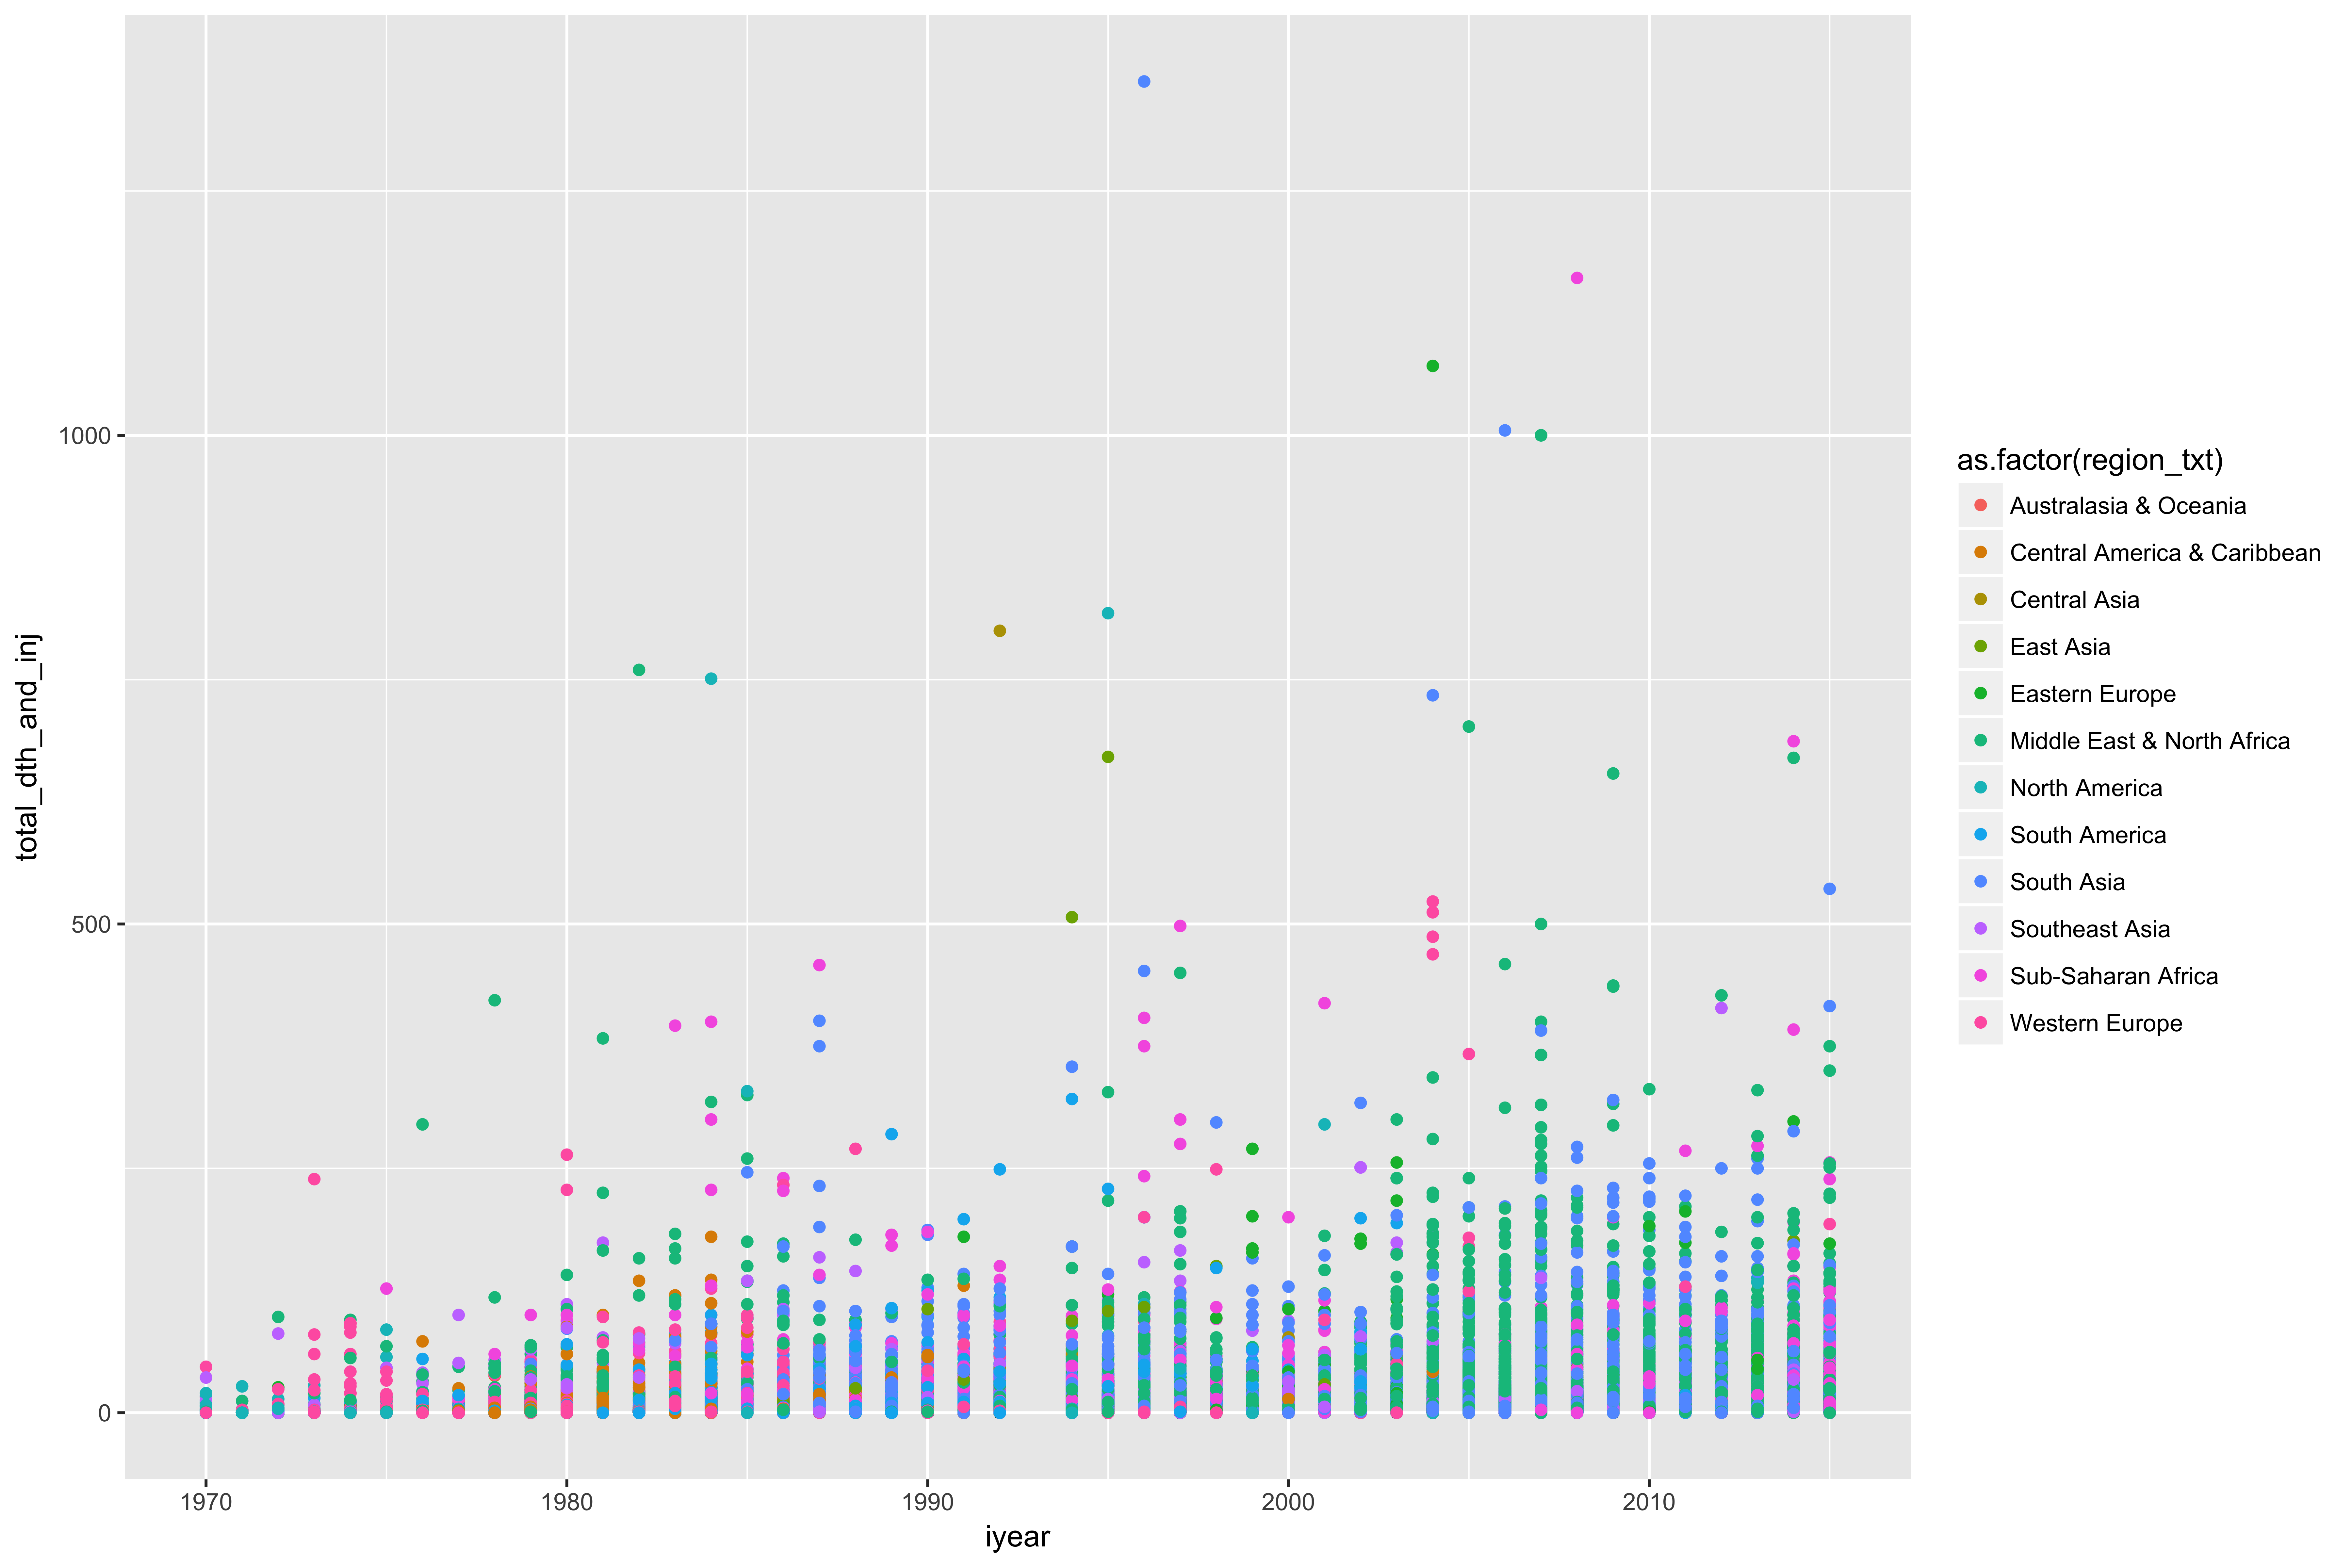 total_dth_and_inj
1000
500
0
1970
1980
1990
2000
2010
iyear
as.factor(region_txt)
Australasia & Oceania
Central America & Caribbean
Central Asia
East Asia
Eastern Europe
Middle East & North Africa
North America
South America
South Asia
Southeast Asia
Sub-Saharan Africa
Western Europe